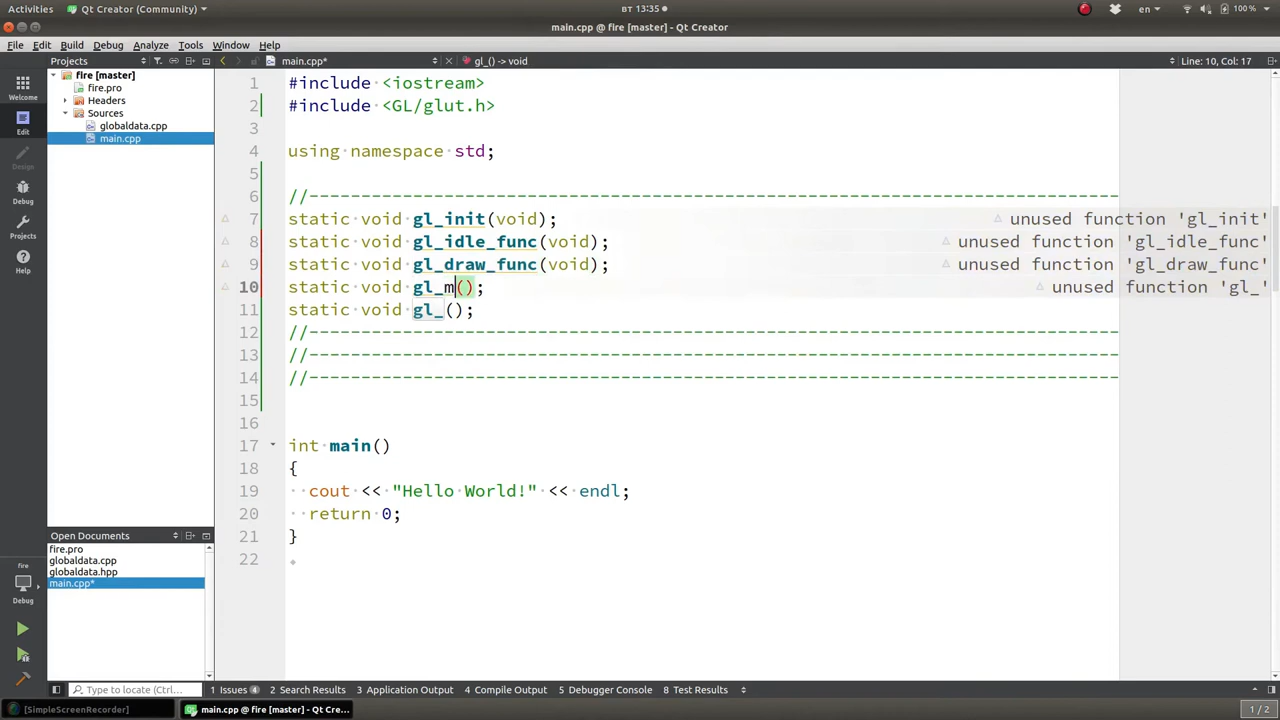 Activities Qt Creator (Community) ВТ 13:35 en 100 %
main.cpp @ fire [master] - Qt Creator
File Edit Build Debug Analyze Tools Window Help
Projects main.cpp* gl_() -> void Line: 10, Col: 17
fire [master]
fire.pro
Headers
Sources
globaldata.cpp
main.cpp
Welcome
Edit
Design
Debug
Projects
Help
1 #include <iostream>
2 #include <GL/glut.h>
3
4 using namespace std;
5
6 //------------------------------------------------------------------------------
7 static void gl_init(void); unused function 'gl_init'
8 static void gl_idle_func(void); unused function 'gl_idle_func'
9 static void gl_draw_func(void); unused function 'gl_draw_func'
10 static void gl_m(); unused function 'gl_'
11 static void gl_();
12 //------------------------------------------------------------------------------
13 //------------------------------------------------------------------------------
14 //------------------------------------------------------------------------------
15
16
17 int main()
18 {
19 cout << "Hello World!" << endl;
20 return 0;
21 }
22
Open Documents
fire.pro
globaldata.cpp
globaldata.hpp
main.cpp*
fire
Debug
Type to locate (Ctrl... 1 Issues 4 2 Search Results 3 Application Output 4 Compile Output 5 Debugger Console 8 Test Results
[SimpleScreenRecorder] main.cpp @ fire [master] - Qt Cre... 1 / 2